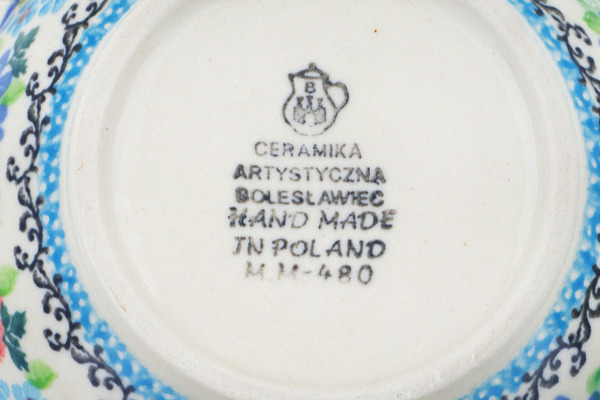 B
CERAMIKA
ARTYSTYCZNA
BOLESŁAWIEC
HAND MADE
IN POLAND
M.M-480